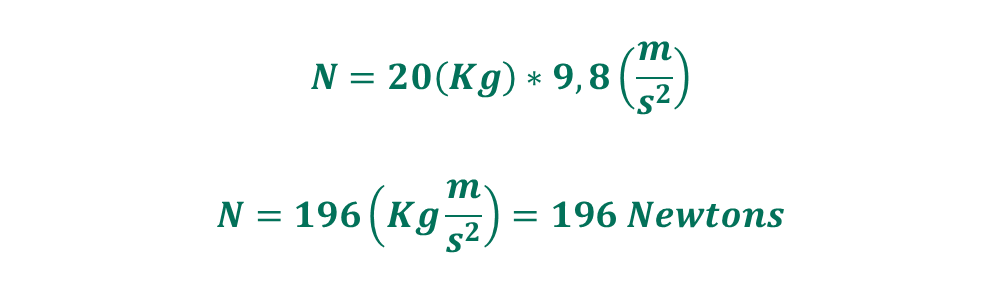 N = 20(Kg) * 9,8 (m/s²)
N = 196 (Kg m/s²) = 196 Newtons